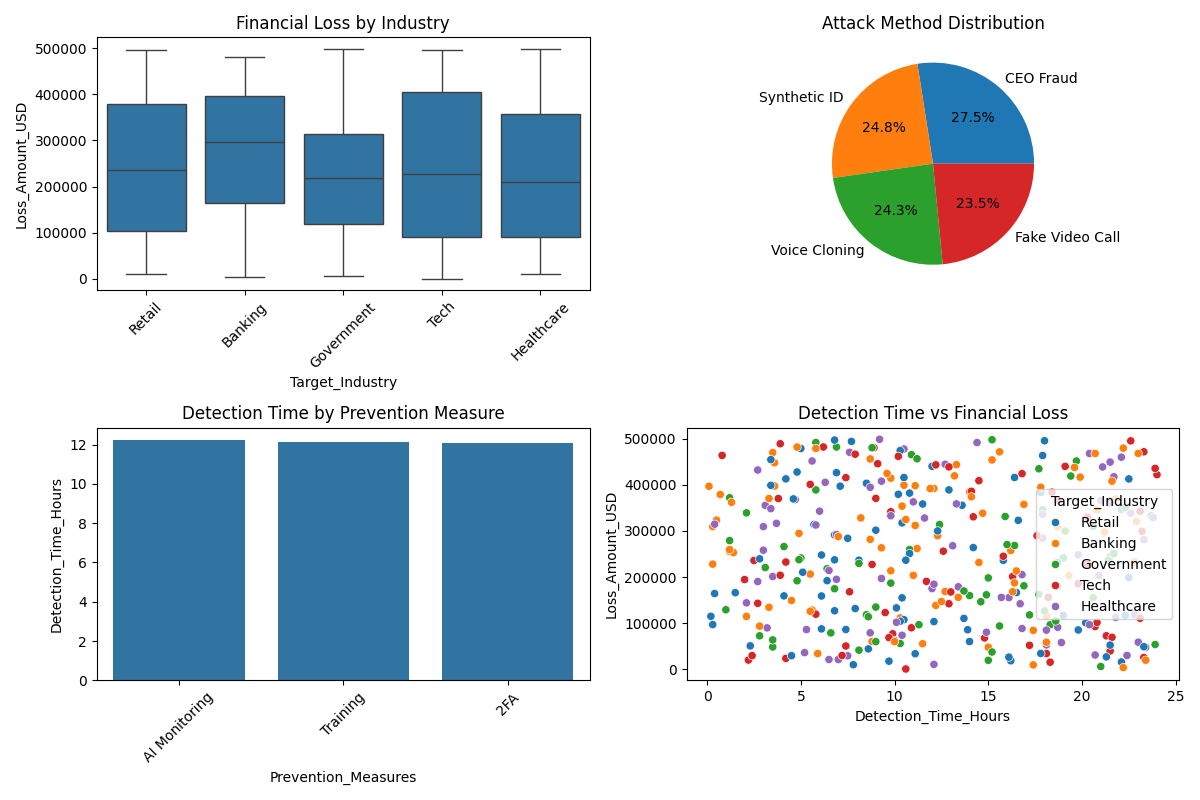 Financial Loss by Industry
Loss_Amount_USD
500000
400000
300000
200000
100000
0
Retail
Banking
Government
Tech
Healthcare
Target_Industry
Attack Method Distribution
CEO Fraud
27.5%
Synthetic ID
24.8%
Voice Cloning
24.3%
Fake Video Call
23.5%
Detection Time by Prevention Measure
Detection_Time_Hours
12
10
8
6
4
2
0
AI Monitoring
Training
2FA
Prevention_Measures
Detection Time vs Financial Loss
Loss_Amount_USD
500000
400000
300000
200000
100000
0
Target_Industry
Retail
Banking
Government
Tech
Healthcare
0
5
10
15
20
25
Detection_Time_Hours